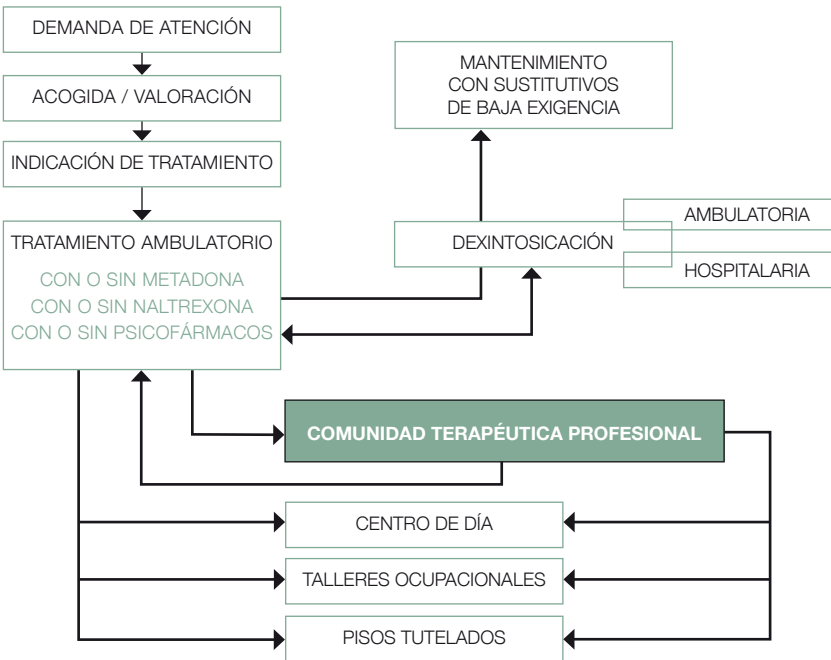 DEMANDA DE ATENCIÓN
ACOGIDA / VALORACIÓN
INDICACIÓN DE TRATAMIENTO
TRATAMIENTO AMBULATORIO
CON O SIN METADONA
CON O SIN NALTREXONA
CON O SIN PSICOFÁRMACOS
MANTENIMIENTO
CON SUSTITUTIVOS
DE BAJA EXIGENCIA
DEXINTOSICACIÓN
AMBULATORIA
HOSPITALARIA
COMUNIDAD TERAPÉUTICA PROFESIONAL
CENTRO DE DÍA
TALLERES OCUPACIONALES
PISOS TUTELADOS